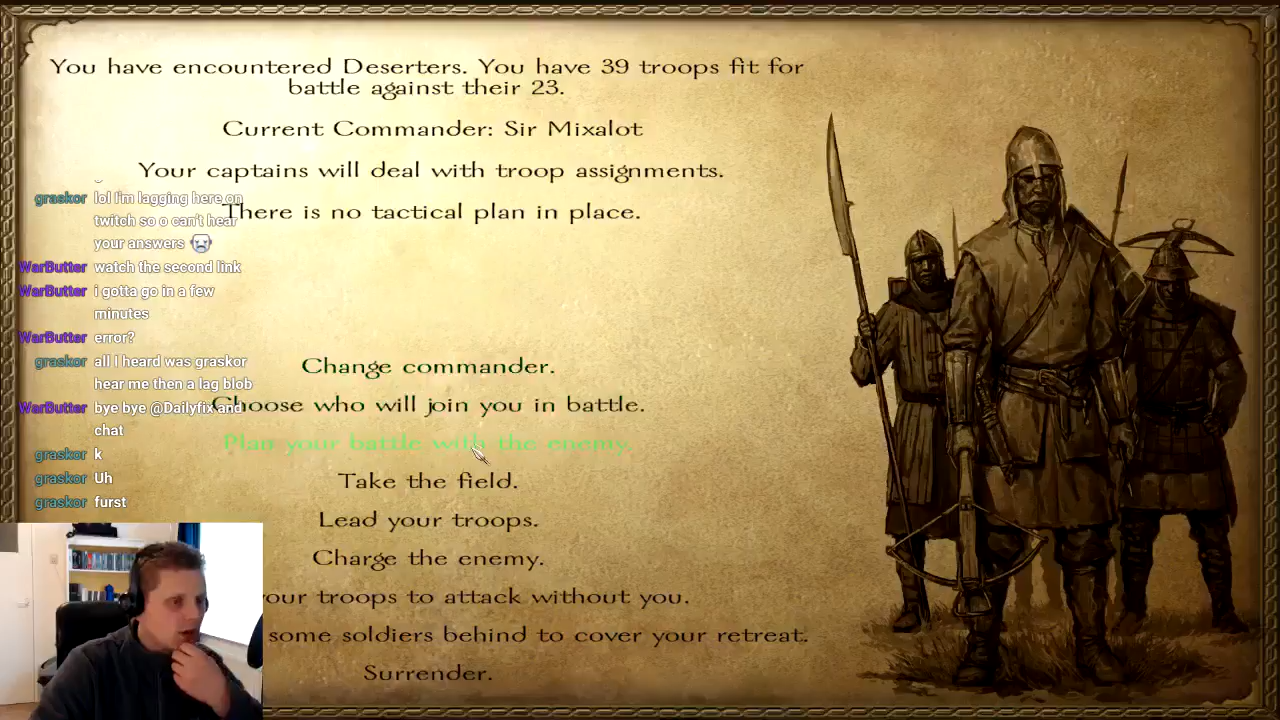 You have encountered Deserters. You have 39 troops fit for
battle against their 23.
Current Commander: Sir Mixalot
Your captains will deal with troop assignments.
There is no tactical plan in place.
graskor lol I'm lagging here on
twitch so o can't hear
your answers
WarButter watch the second link
WarButter i gotta go in a few
minutes
WarButter error?
graskor all I heard was graskor
hear me then a lag blob
WarButter bye bye @Dailyfix and
chat
graskor k
graskor Uh
graskor furst
Change commander.
Choose who will join you in battle.
Plan your battle with the enemy.
Take the field.
Lead your troops.
Charge the enemy.
your troops to attack without you.
some soldiers behind to cover your retreat.
Surrender.